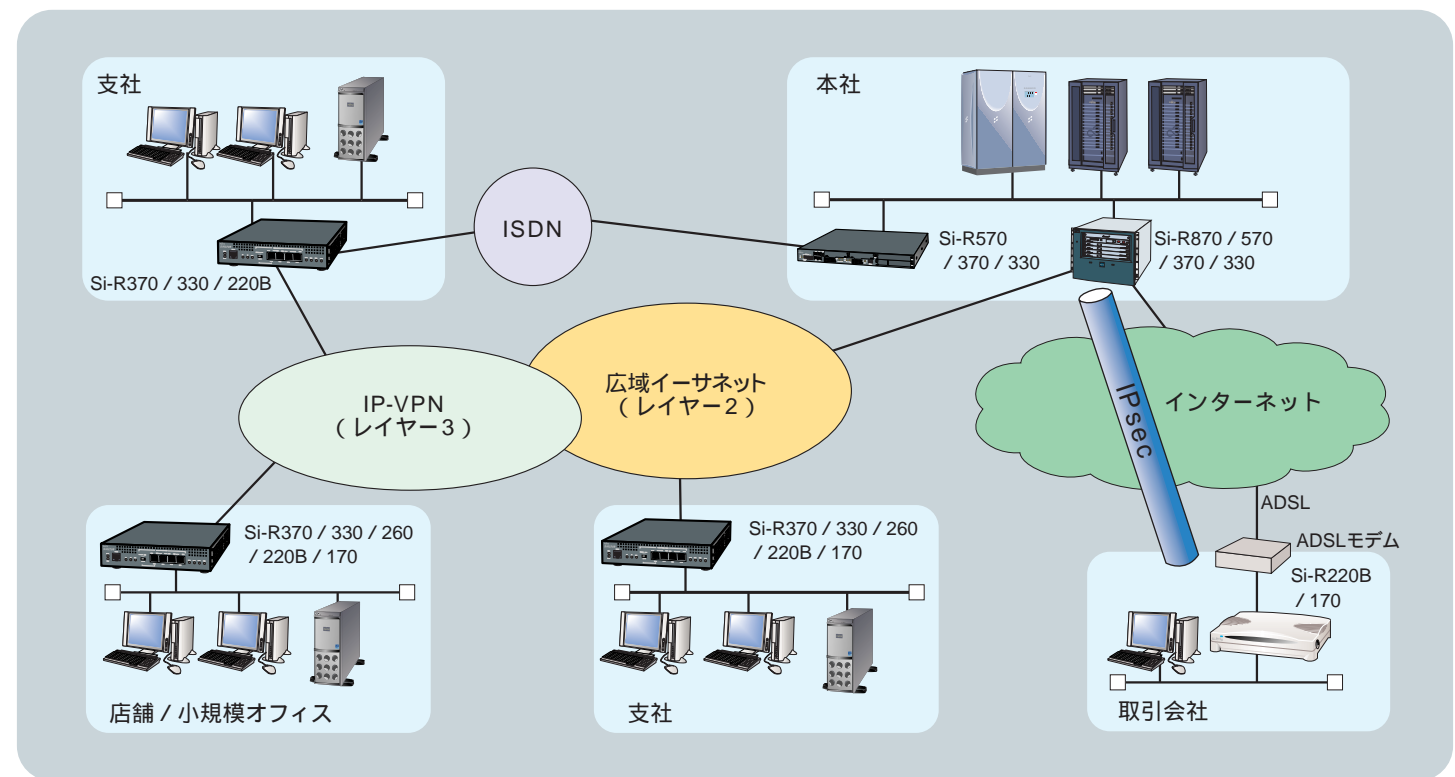 支社
Si-R370 / 330 / 220B
ISDN
本社
Si-R570
/ 370 / 330
Si-R870 / 570
/ 370 / 330
IP-VPN
（レイヤー3）
広域イーサネット
（レイヤー2）
IPsec
インターネット
ADSL
ADSLモデム
Si-R220B
/ 170
取引会社
Si-R370 / 330 / 260
/ 220B / 170
店舗 / 小規模オフィス
Si-R370 / 330 / 260
/ 220B / 170
支社